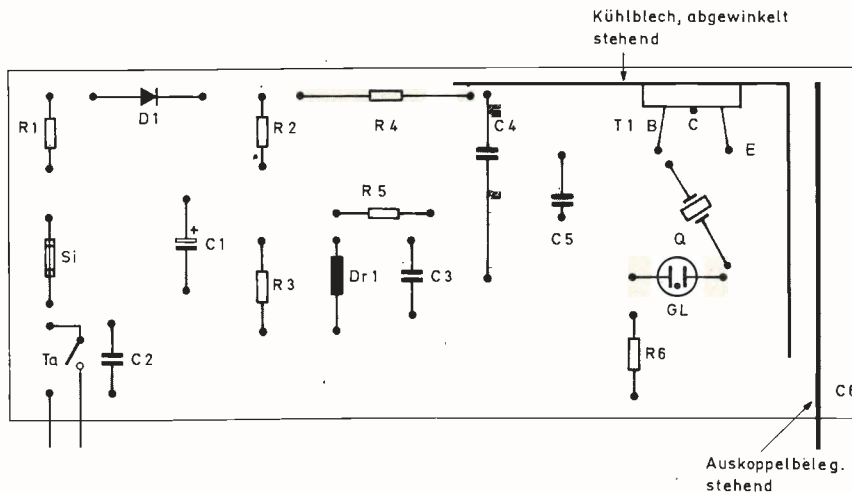 Kühlblech, abgewinkelt
stehend
R1
D1
R2
R4
C4
T1
B
C
E
R5
Si
+
C1
C5
Q
R3
Dr1
C3
GL
Ta
C2
R6
C6
Auskoppelbeleg.
stehend